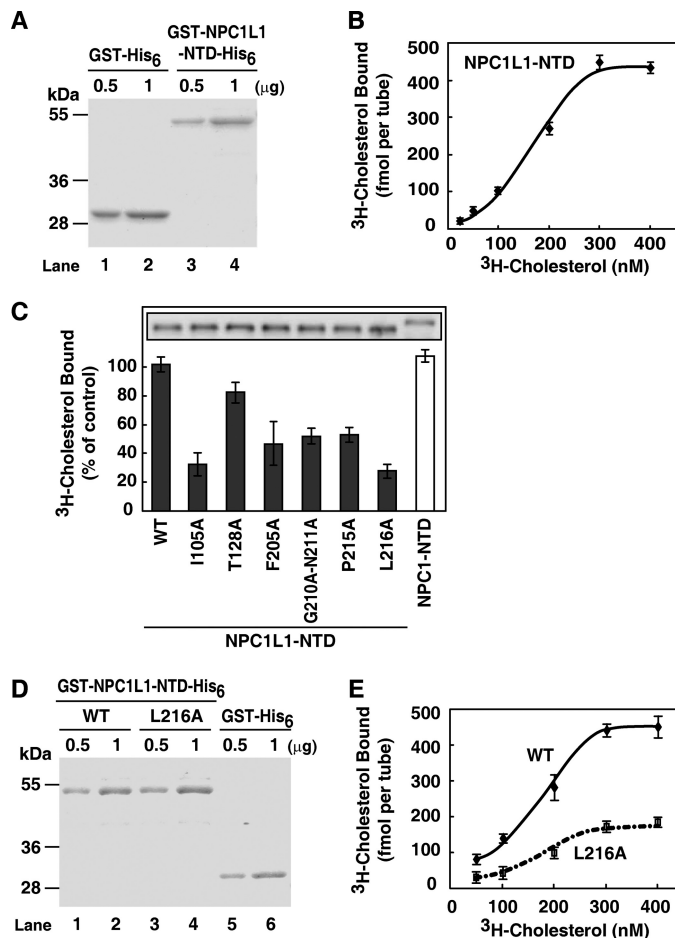 A
GST-His6
GST-NPC1L1
-NTD-His6
0.5 1 0.5 1 (μg)
kDa
55
36
28
Lane 1 2 3 4
B
NPC1L1-NTD
3H-Cholesterol Bound
(fmol per tube)
500
400
300
200
100
0
0 100 200 300 400
3H-Cholesterol (nM)
C
3H-Cholesterol Bound
(% of control)
100
80
60
40
20
0
WT
I105A
T128A
F205A
G210A-N211A
P215A
L216A
NPC1-NTD
NPC1L1-NTD
D
GST-NPC1L1-NTD-His6
WT L216A GST-His6
0.5 1 0.5 1 0.5 1 (μg)
kDa
55
36
28
Lane 1 2 3 4 5 6
E
3H-Cholesterol Bound
(fmol per tube)
500
400
300
200
100
0
WT
L216A
0 100 200 300 400
3H-Cholesterol (nM)